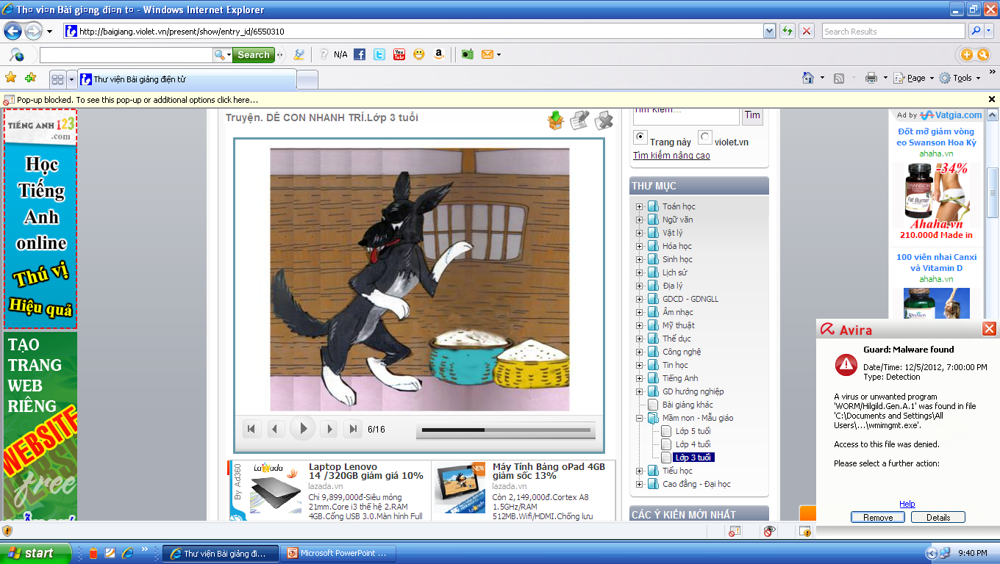 Thư viện Bài giảng điện tử - Windows Internet Explorer
http://baigiang.violet.vn/present/show/entry_id/6550310
Search Results
Search
N/A
You Tube
Thư viện Bài giảng điện từ
Page
Tools
Pop-up blocked. To see this pop-up or additional options click here...
TIẾNG ANH 123
.com
Học
Tiếng
Anh
online
Thú vị
Hiệu quả
TẠO
TRANG
WEB
RIÊNG
WEBSITE
free
Truyện. DÊ CON NHANH TRÍ.Lớp 3 tuổi
6/16
By Ad360
Lazada
Laptop Lenovo
14 /320GB giảm giá 10%
lazada.vn
Chỉ 9,899,000đ-Siêu mỏng
21mm.Core i3 thế hệ 2.RAM
4GB.Cổng USB 3.0.Màn hình Full
NEW
Lazada
Máy Tính Bảng oPad 4GB
giảm sốc 13%
lazada.vn
Còn 2,149,000đ.Cortex A8
1.5GHz/RAM
512MB.Wifi/HDMI.Chống lưu
Tìm kiếm...
Tìm
Trang này
violet.vn
Tìm kiếm nâng cao
THƯ MỤC
Toán học
Ngữ văn
Vật lý
Hóa học
Sinh học
Lịch sử
Địa lý
GDCD - GDNGLL
Âm nhạc
Mỹ thuật
Thể dục
Công nghệ
Tin học
Tiếng Anh
GD hướng nghiệp
Bài giảng khác
Mầm non - Mẫu giáo
Lớp 5 tuổi
Lớp 4 tuổi
Lớp 3 tuổi
Tiểu học
Cao đẳng - Đại học
CÁC Ý KIẾN MỚI NHẤT
Ad by Vatgia.com
Đốt mỡ giảm vòng
eo Swanson Hoa Kỳ
ahaha.vn
-34%
SWANSON
Fat Burner
Ahaha.vn
210.000đ Made in
100 viên nhai Canxi
và Vitamin D
ahaha.vn
SWANSON
Avira
Guard: Malware found
Date/Time: 12/5/2012, 7:00:00 PM
Type: Detection
A virus or unwanted program
'WORM/Hilgild.Gen.A.1' was found in file
'C:\Documents and Settings\All
Users\...\wmimgmt.exe'.
Access to this file was denied.
Please select a further action:
Help
Remove
Details
start
Thư viện Bài giảng đi...
Microsoft PowerPoint ...
9:40 PM